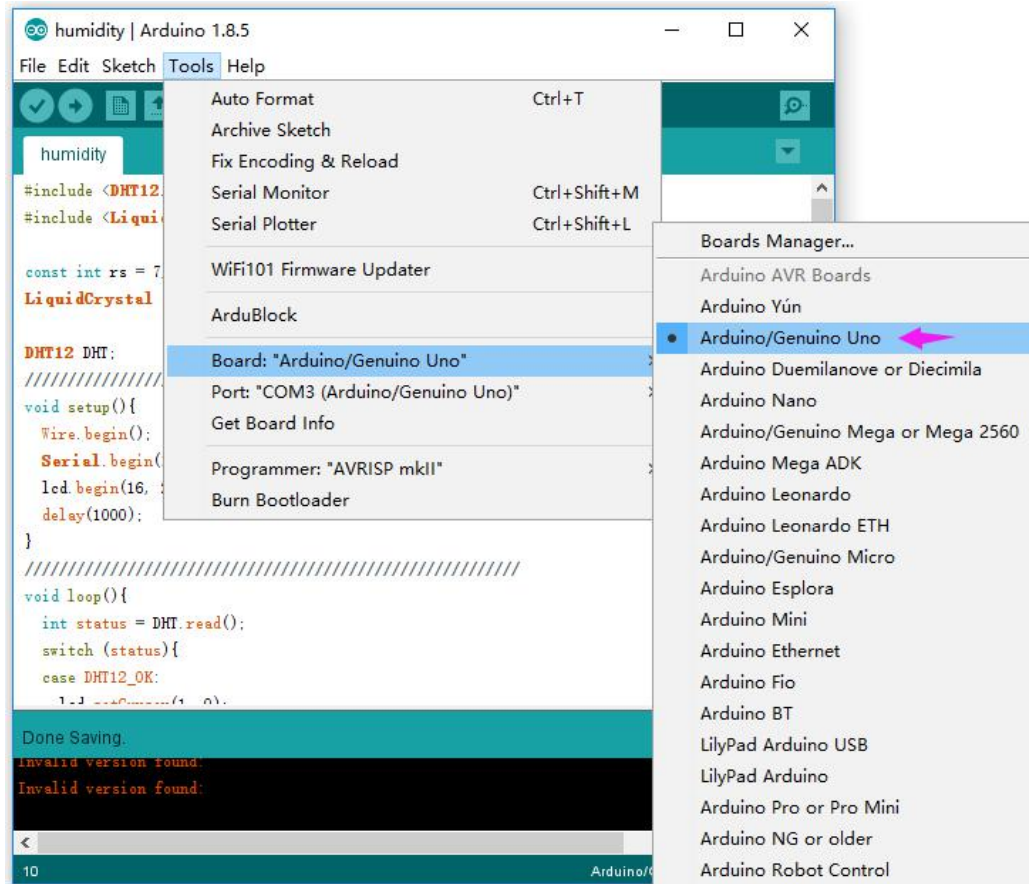 humidity | Arduino 1.8.5
File Edit Sketch Tools Help
humidity
#include <DHT12.
#include <Liqui
const int rs = 7
LiquidCrystal
DHT12 DHT;
////////////////
void setup(){
Wire.begin();
Serial.begin(
lcd.begin(16,
delay(1000);
}
////////////////////////////////////////////////////////
void loop(){
int status = DHT.read();
switch (status){
case DHT12_OK:
Done Saving.
Invalid version found:
Invalid version found:
10
Arduino/G
Auto Format Ctrl+T
Archive Sketch
Fix Encoding & Reload
Serial Monitor Ctrl+Shift+M
Serial Plotter Ctrl+Shift+L
WiFi101 Firmware Updater
ArduBlock
Board: "Arduino/Genuino Uno"
Port: "COM3 (Arduino/Genuino Uno)"
Get Board Info
Programmer: "AVRISP mkII"
Burn Bootloader
Boards Manager...
Arduino AVR Boards
Arduino Yún
Arduino/Genuino Uno
Arduino Duemilanove or Diecimila
Arduino Nano
Arduino/Genuino Mega or Mega 2560
Arduino Mega ADK
Arduino Leonardo
Arduino Leonardo ETH
Arduino/Genuino Micro
Arduino Esplora
Arduino Mini
Arduino Ethernet
Arduino Fio
Arduino BT
LilyPad Arduino USB
LilyPad Arduino
Arduino Pro or Pro Mini
Arduino NG or older
Arduino Robot Control